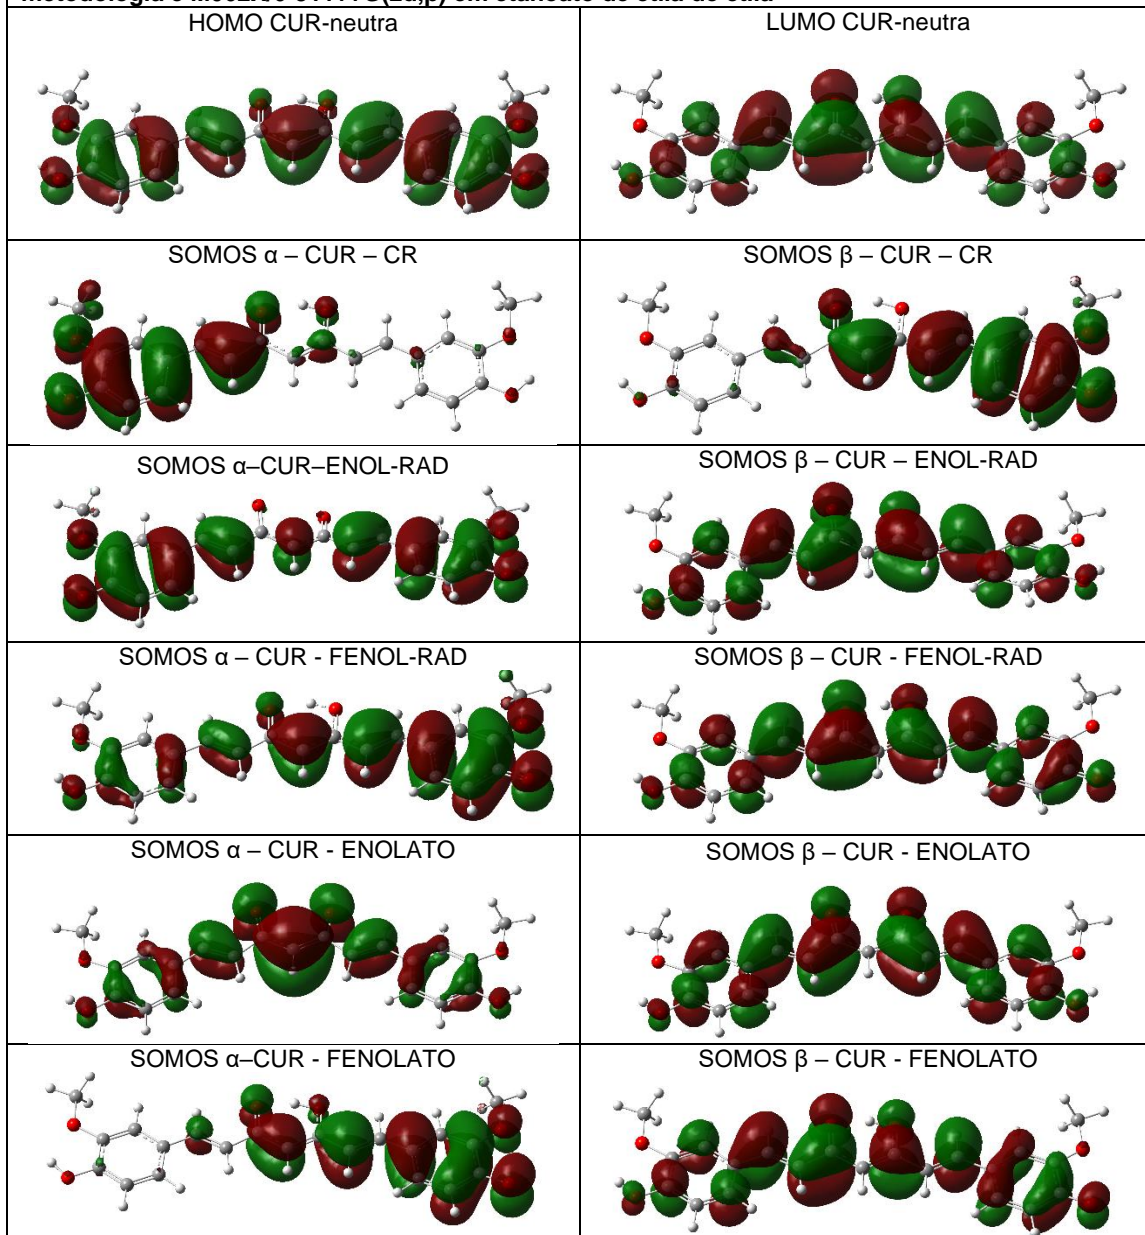 HOMO CUR-neutra
LUMO CUR-neutra
SOMOS α – CUR – CR
SOMOS β – CUR – CR
SOMOS α–CUR–ENOL-RAD
SOMOS β – CUR – ENOL-RAD
SOMOS α – CUR - FENOL-RAD
SOMOS β – CUR - FENOL-RAD
SOMOS α – CUR - ENOLATO
SOMOS β – CUR - ENOLATO
SOMOS α–CUR - FENOLATO
SOMOS β – CUR - FENOLATO